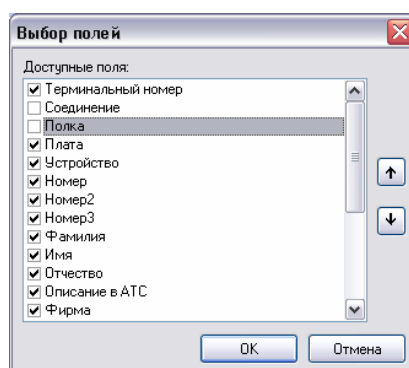 Выбор полей
Доступные поля:
Терминальный номер
Соединение
Полка
Плата
Устройство
Номер
Номер2
Номер3
Фамилия
Имя
Отчество
Описание в АТС
Фирма
OK
Отмена